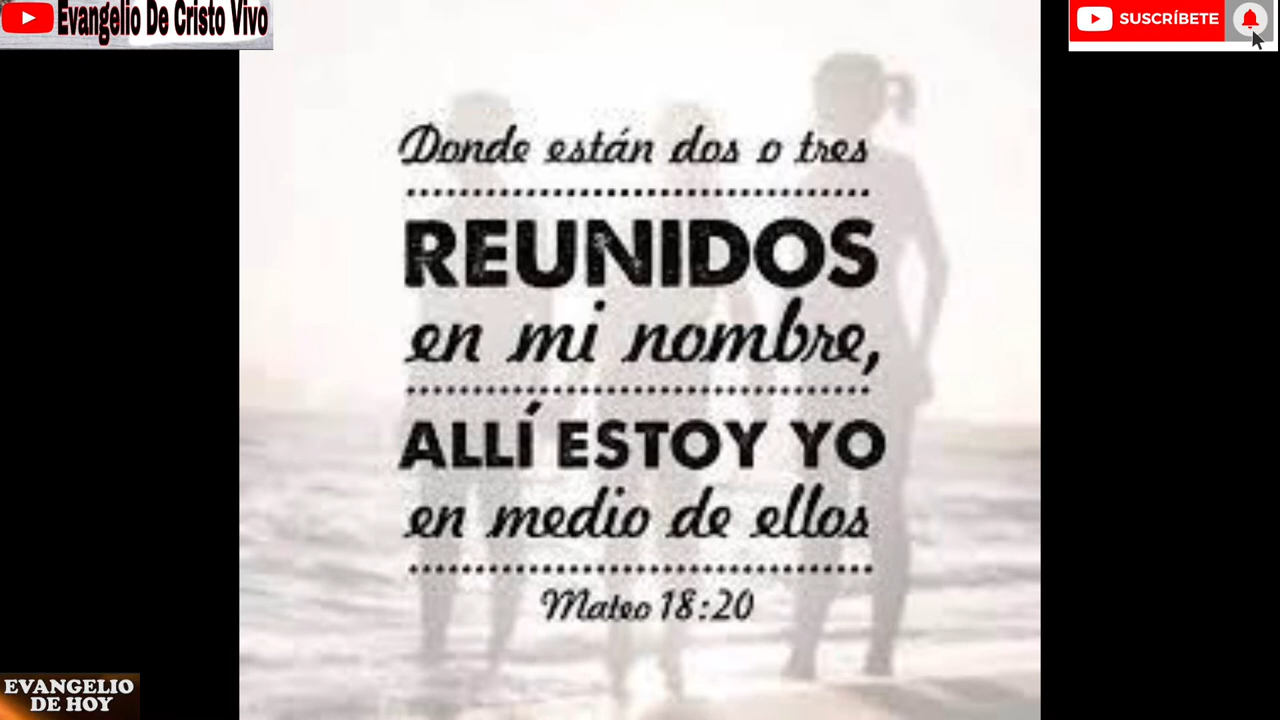 Evangelio De Cristo Vivo
SUSCRÍBETE
Donde están dos o tres
REUNIDOS
en mi nombre,
ALLÍ ESTOY YO
en medio de ellos
Mateo 18:20
EVANGELIO
DE HOY